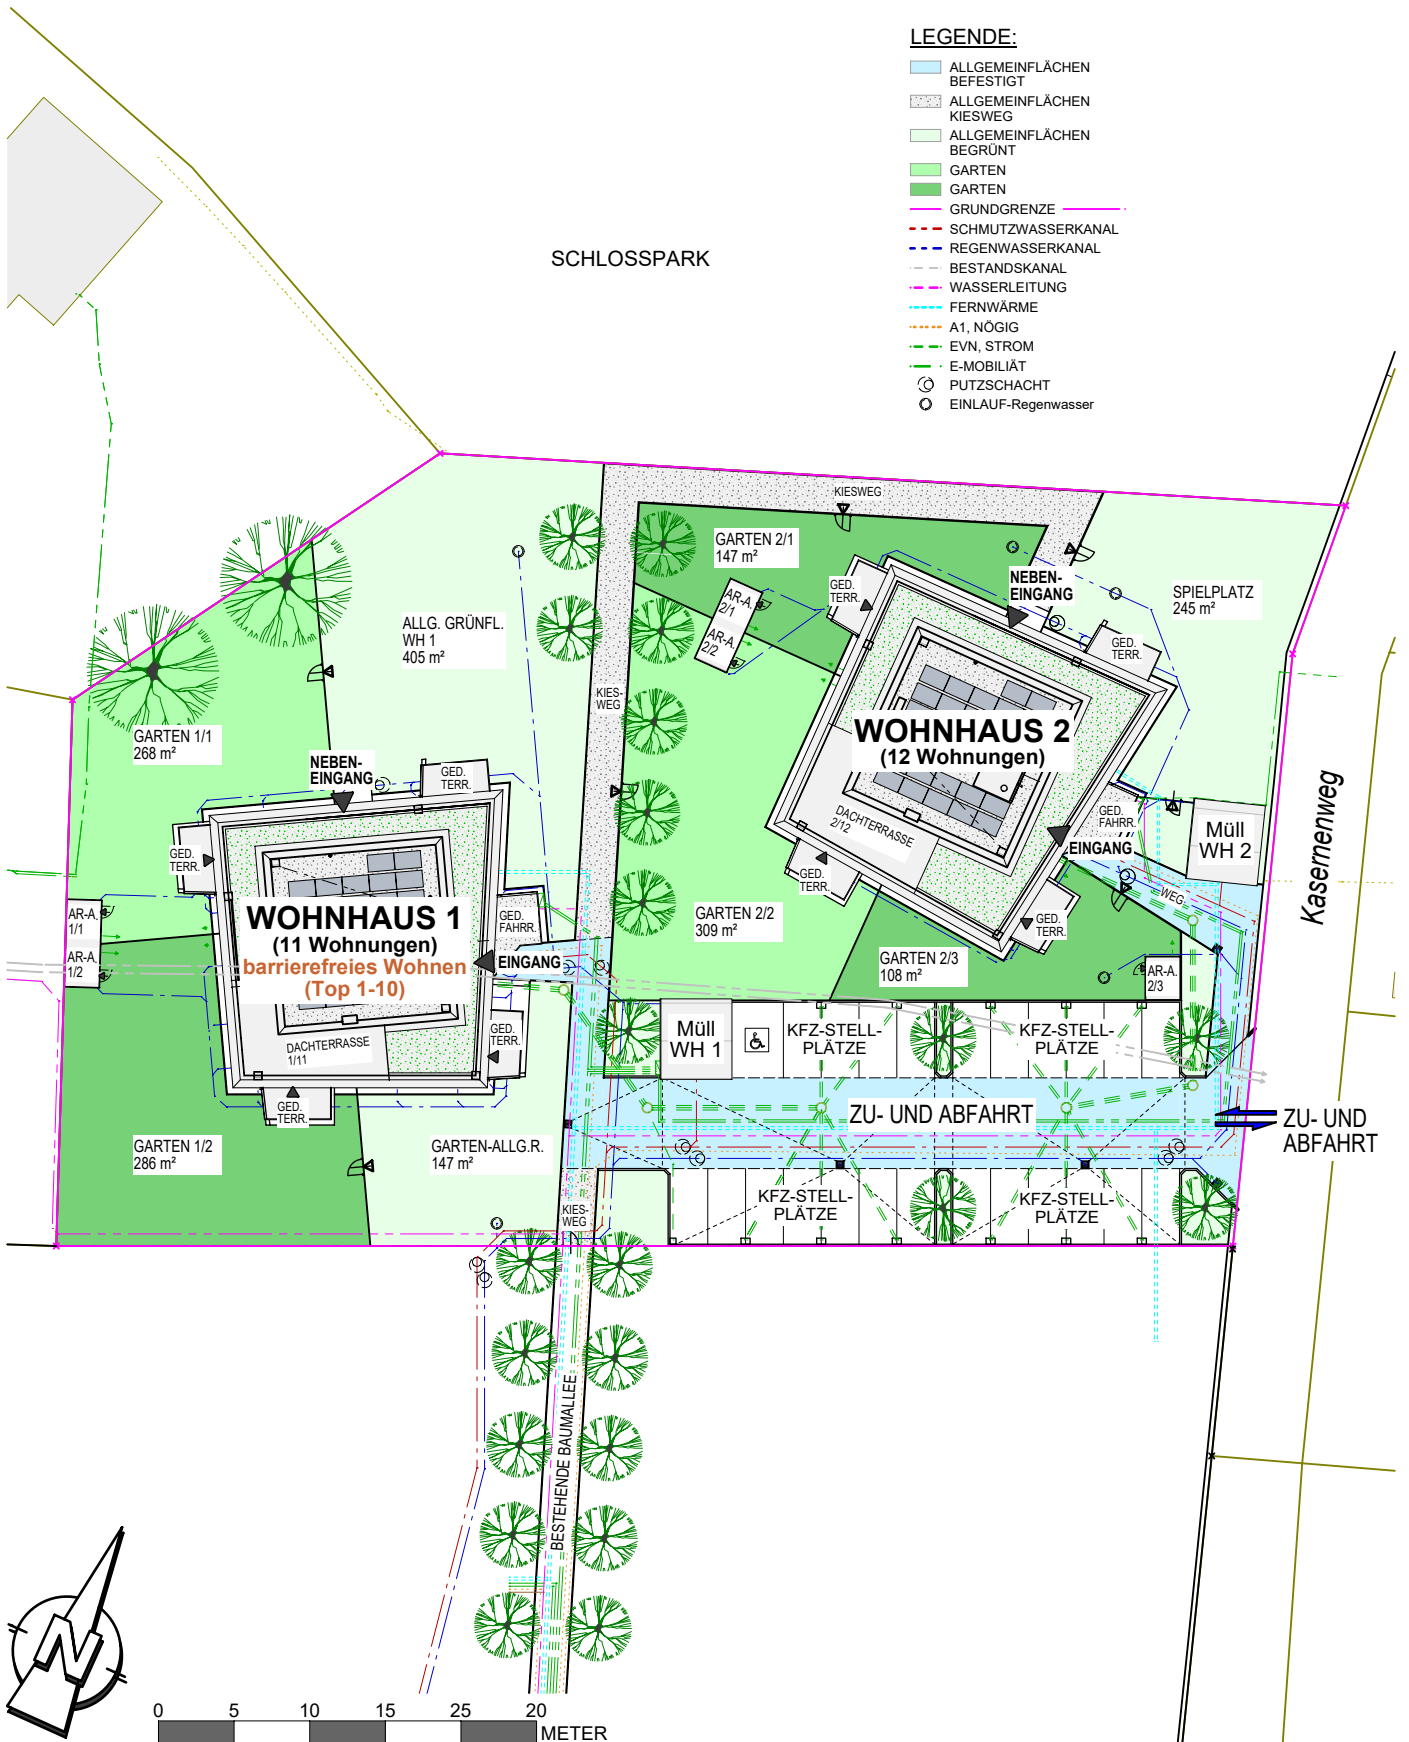 LEGENDE:
ALLGEMEINFLÄCHEN
BEFESTIGT
ALLGEMEINFLÄCHEN
KIESWEG
ALLGEMEINFLÄCHEN
BEGRÜNT
GARTEN
GARTEN
GRUNDGRENZE
SCHMUTZWASSERKANAL
REGENWASSERKANAL
BESTANDSKANAL
WASSERLEITUNG
FERNWÄRME
A1, NÖGIG
EVN, STROM
E-MOBILIÄT
PUTZSCHACHT
EINLAUF-Regenwasser
SCHLOSSPARK
KIESWEG
GARTEN 2/1
147 m²
NEBEN-
EINGANG
SPIELPLATZ
245 m²
GED.
TERR.
AR-A.
2/1
AR-A.
2/2
ALLG. GRÜNFL.
WH 1
405 m²
GED.
TERR.
KIES-
WEG
WOHNHAUS 2
(12 Wohnungen)
GARTEN 1/1
268 m²
NEBEN-
EINGANG
GED.
TERR.
DACHTERRASSE
2/12
GED.
FAHRR.
EINGANG
Müll
WH 2
Kasernenweg
GED.
TERR.
GED.
TERR.
WEG
AR-A.
1/1
AR-A.
1/2
WOHNHAUS 1
(11 Wohnungen)
barrierefreies Wohnen
(Top 1-10)
GED.
FAHRR.
EINGANG
GARTEN 2/2
309 m²
GED.
TERR.
GARTEN 2/3
108 m²
AR-A.
2/3
DACHTERRASSE
1/11
GED.
TERR.
Müll
WH 1
KFZ-STELL-
PLÄTZE
KFZ-STELL-
PLÄTZE
GED.
TERR.
ZU- UND ABFAHRT
ZU- UND
ABFAHRT
GARTEN 1/2
286 m²
GARTEN-ALLG.R.
147 m²
KIES-
WEG
KFZ-STELL-
PLÄTZE
KFZ-STELL-
PLÄTZE
BESTEHENDE BAUMALLEE
N
0 5 10 15 25 20
METER